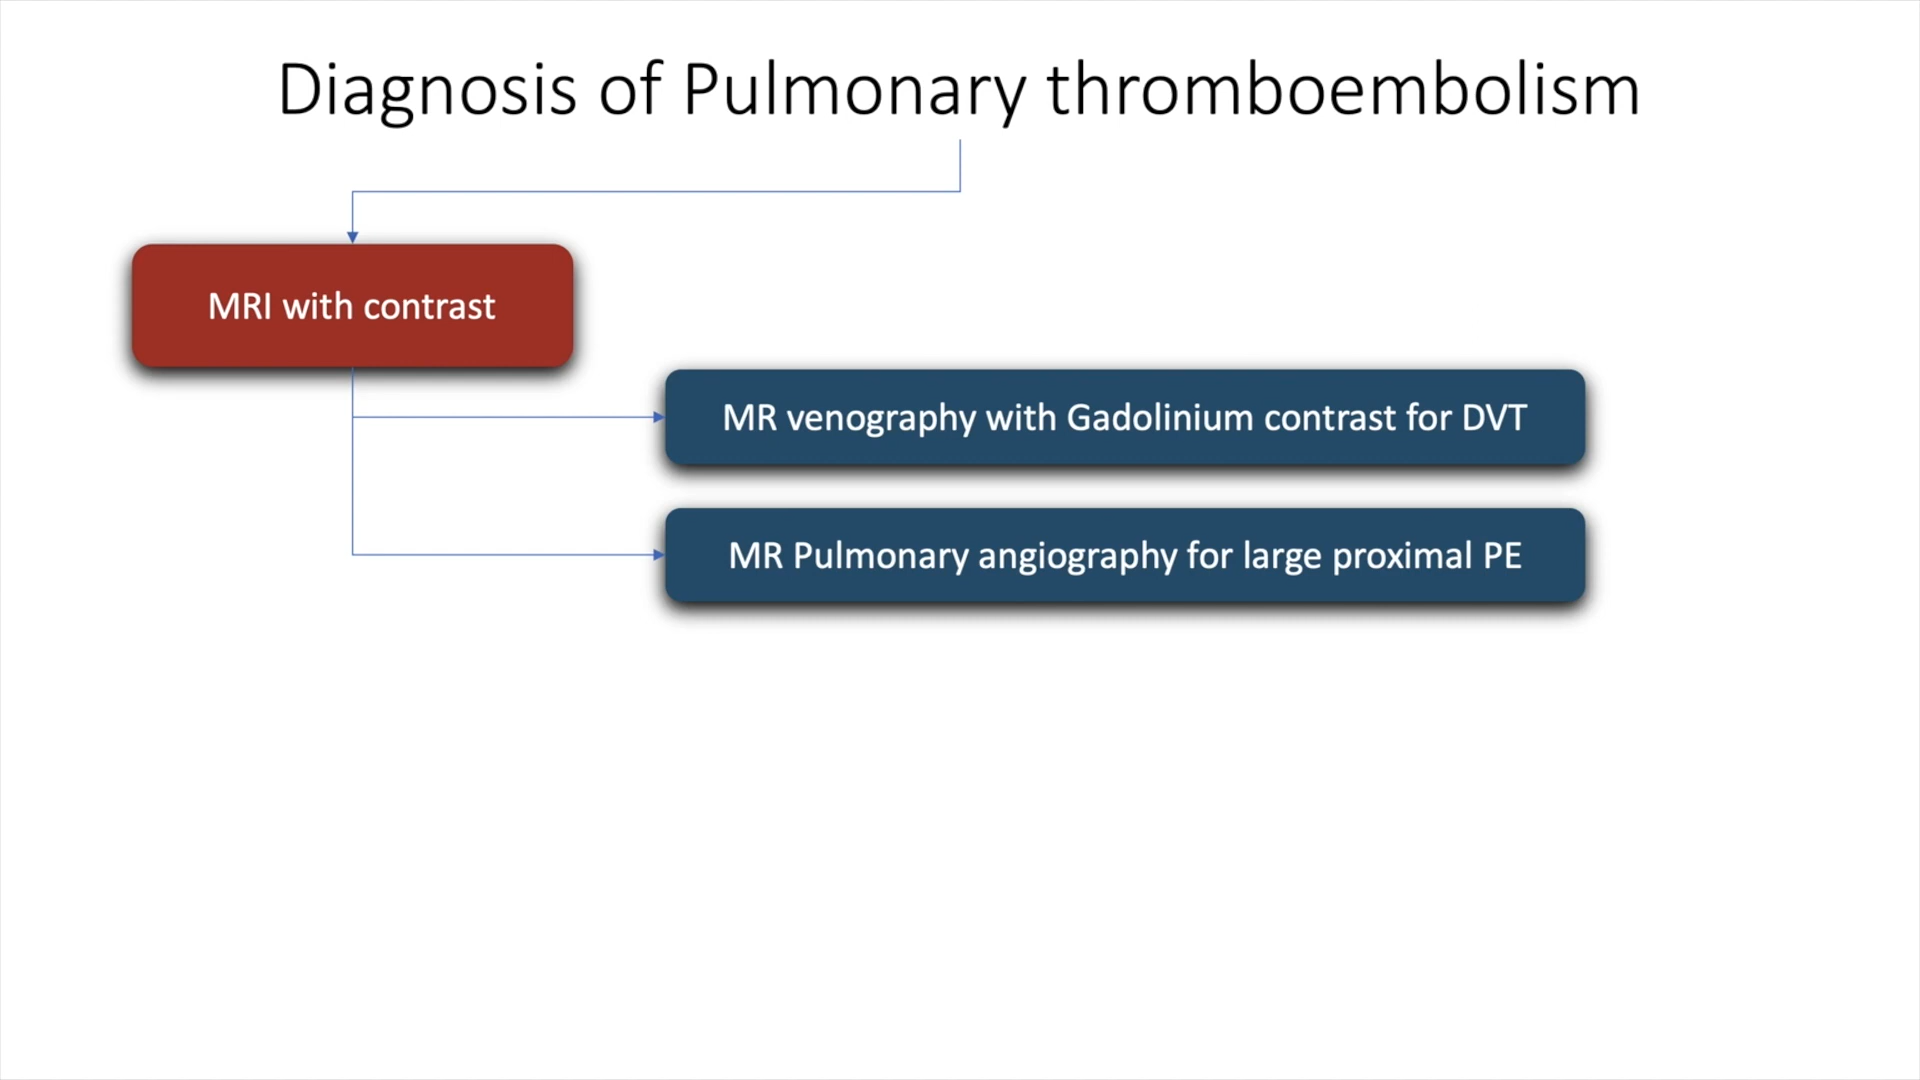 Diagnosis of Pulmonary thromboembolism
MRI with contrast
MR venography with Gadolinium contrast for DVT
MR Pulmonary angiography for large proximal PE